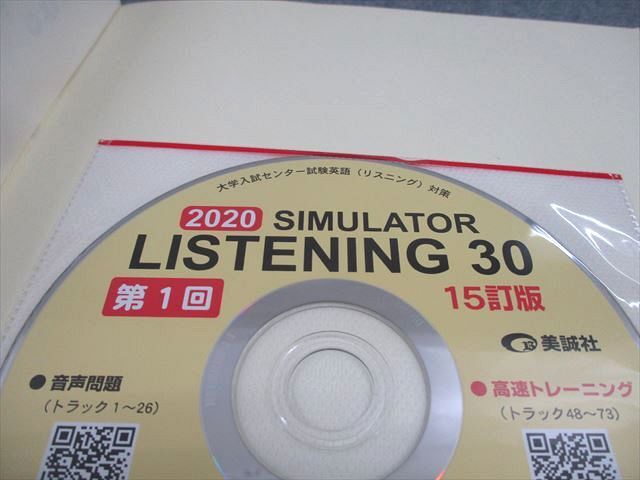 大学入試センター試験英語（リスニング）対策
2020 SIMULATOR
LISTENING 30
第1回
15訂版
美誠社
●音声問題
（トラック1～26）
●高速トレーニング
（トラック48～73）